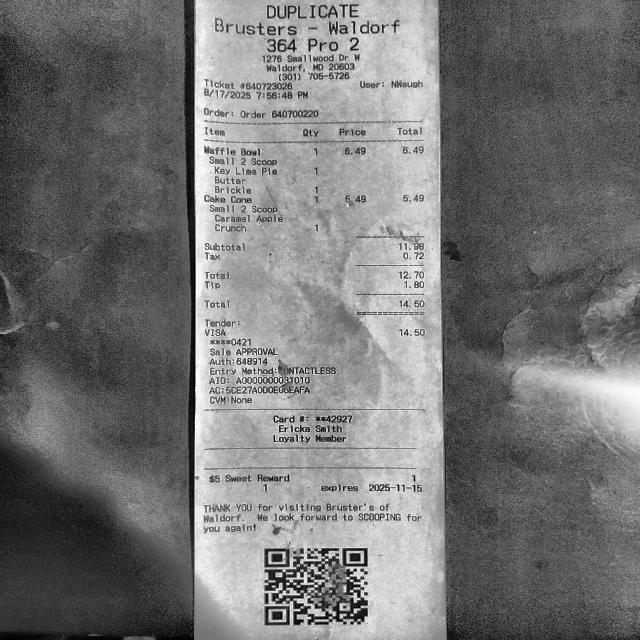 DUPLICATE
Brusters - Waldorf
364 Pro 2
1276 Smallwood Dr W
Waldorf, MD 20603
(301) 705-5726
Ticket #640723026 User: NWaugh
8/17/2025 7:56:48 PM
Order: Order 640700220
Item Qty Price Total
Waffle Bowl 1 6.49 6.49
Small 2 Scoop
Key Lime Pie 1
Butter
Brickle 1
Cake Cone 1 5.49 5.49
Small 2 Scoop
Caramel Apple
Crunch 1
Subtotal 11.98
Tax 0.72
Total 12.70
Tip 1.80
Total 14.50
Tender:
VISA 14.50
****0421
Sale APPROVAL
Auth:648914
Entry Method: NTACTLESS
AID: A0000000031010
CVM:None
Card #: **42927
Ericka Smith
Loyalty Member
$5 Sweet Reward 1
1 expires 2025-11-15
THANK YOU for visiting Bruster's of
Waldorf. We look forward to SCOOPING for
you again!